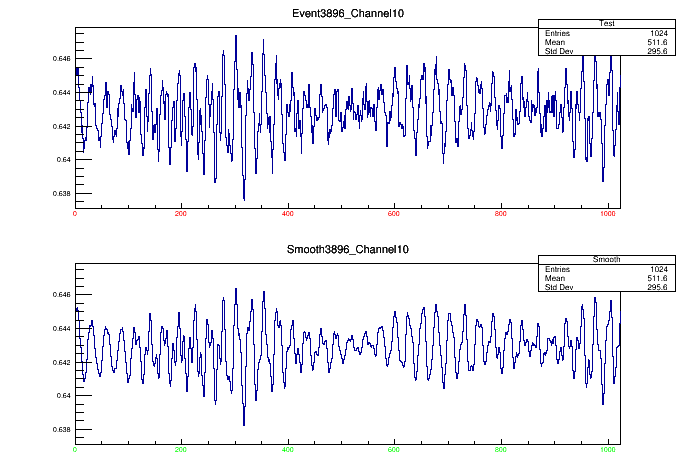 Event3896_Channel10
Test
Entries 1024
Mean 511.6
Std Dev 295.6
0.646
0.644
0.642
0.64
0.638
0 200 400 600 800 1000
Smooth3896_Channel10
Smooth
Entries 1024
Mean 511.6
Std Dev 295.6
0.646
0.644
0.642
0.64
0.638
0 200 400 600 800 1000